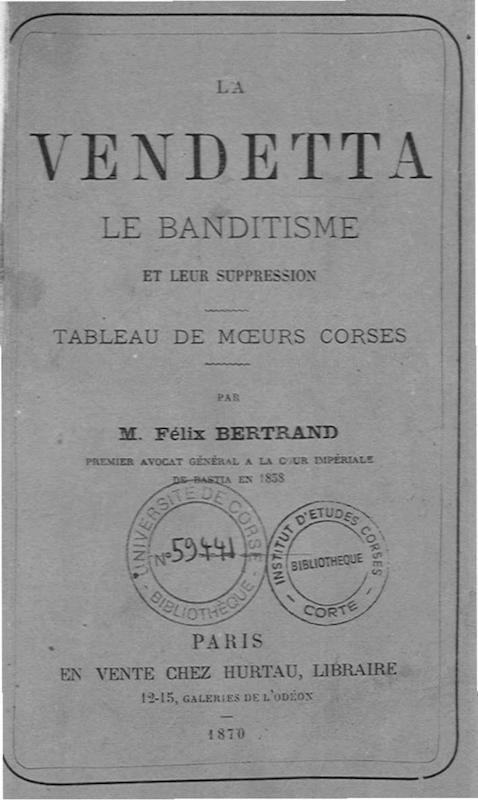 LA
VENDETTA
LE BANDITISME
ET LEUR SUPPRESSION
TABLEAU DE MŒURS CORSES
PAR
M. Félix BERTRAND
PREMIER AVOCAT GÉNÉRAL A LA COUR IMPÉRIALE
DE BASTIA EN 1858
UNIVERSITE DE CORSE
N° 59441
- BIBLIOTHEQUE -
INSTITUT D'ETUDES CORSES
BIBLIOTHEQUE
- CORTE -
PARIS
EN VENTE CHEZ HURTAU, LIBRAIRE
12-15, GALERIES DE L'ODÉON
1870